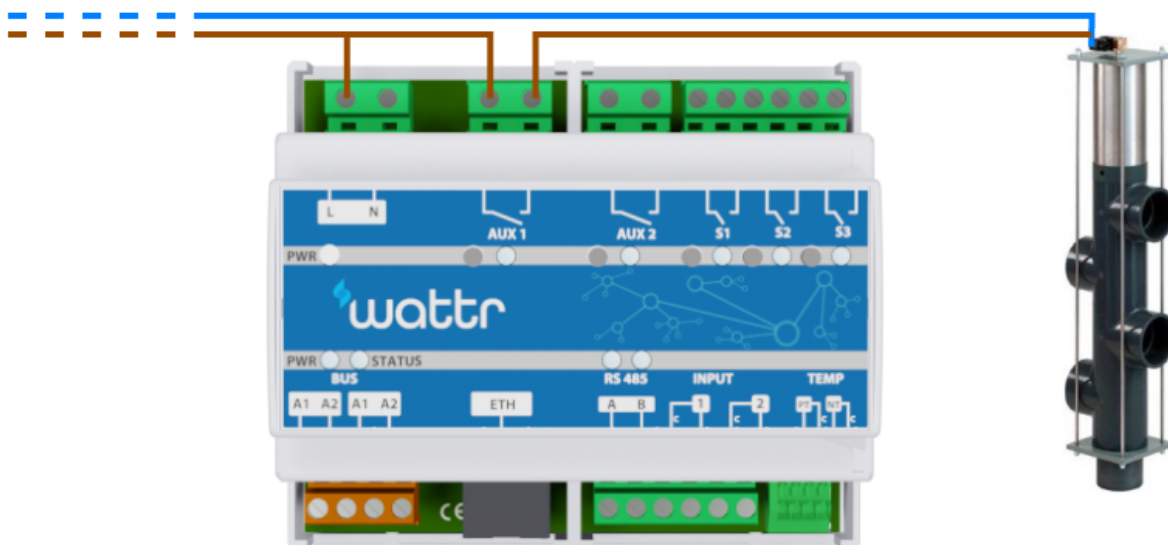 L N
AUX 1 AUX 2 S1 S2 S3
PWR
wattr
PWR STATUS
BUS RS 485 INPUT TEMP
A1 A2 A1 A2 ETH A B 1 2 PT NT
C C C C
CE